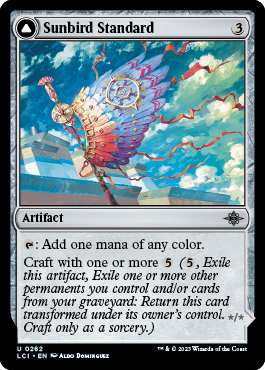 Sunbird Standard 3
Artifact
: Add one mana of any color.
Craft with one or more 5 (5, Exile
this artifact, Exile one or more other
permanents you control and/or cards
from your graveyard: Return this card
transformed under its owner's control.
Craft only as a sorcery.)
*/*
U 0262
LCI • EN Aldo Domínguez
™ & © 2023 Wizards of the Coast